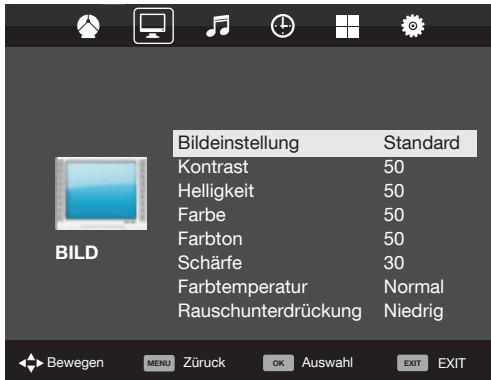 Bildeinstellung Standard
Kontrast 50
Helligkeit 50
Farbe 50
Farbton 50
Schärfe 30
Farbtemperatur Normal
Rauschunterdrückung Niedrig
BILD
Bewegen MENU Züruck OK Auswahl EXIT EXIT